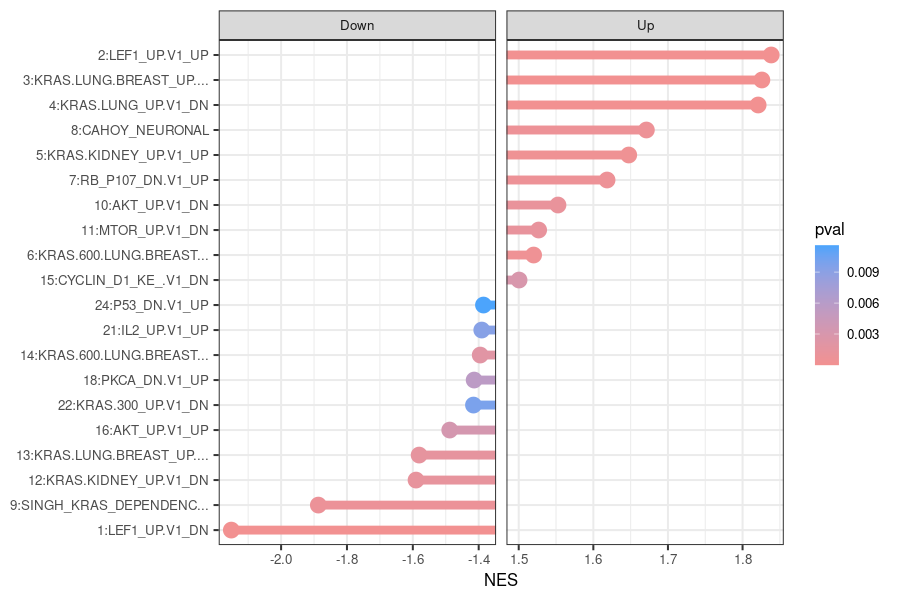 Down
Up
2:LEF1_UP.V1_UP
3:KRAS.LUNG.BREAST_UP....
4:KRAS.LUNG_UP.V1_DN
8:CAHOY_NEURONAL
5:KRAS.KIDNEY_UP.V1_UP
7:RB_P107_DN.V1_UP
10:AKT_UP.V1_DN
11:MTOR_UP.V1_DN
6:KRAS.600.LUNG.BREAST...
15:CYCLIN_D1_KE_.V1_DN
24:P53_DN.V1_UP
21:IL2_UP.V1_UP
14:KRAS.600.LUNG.BREAST...
18:PKCA_DN.V1_UP
22:KRAS.300_UP.V1_DN
16:AKT_UP.V1_UP
13:KRAS.LUNG.BREAST_UP....
12:KRAS.KIDNEY_UP.V1_DN
9:SINGH_KRAS_DEPENDENC...
1:LEF1_UP.V1_DN
-2.0 -1.8 -1.6 -1.4
1.5 1.6 1.7 1.8
NES
pval
0.009
0.006
0.003